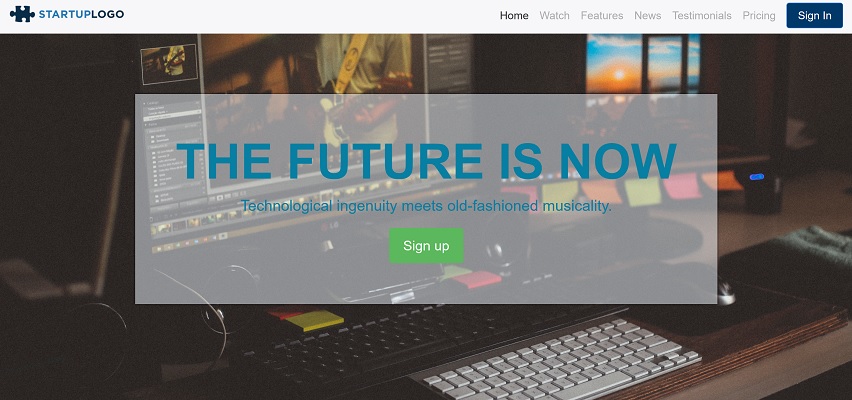 STARTUPLOGO
Home Watch Features News Testimonials Pricing Sign In
THE FUTURE IS NOW
Technological ingenuity meets old-fashioned musicality.
Sign up